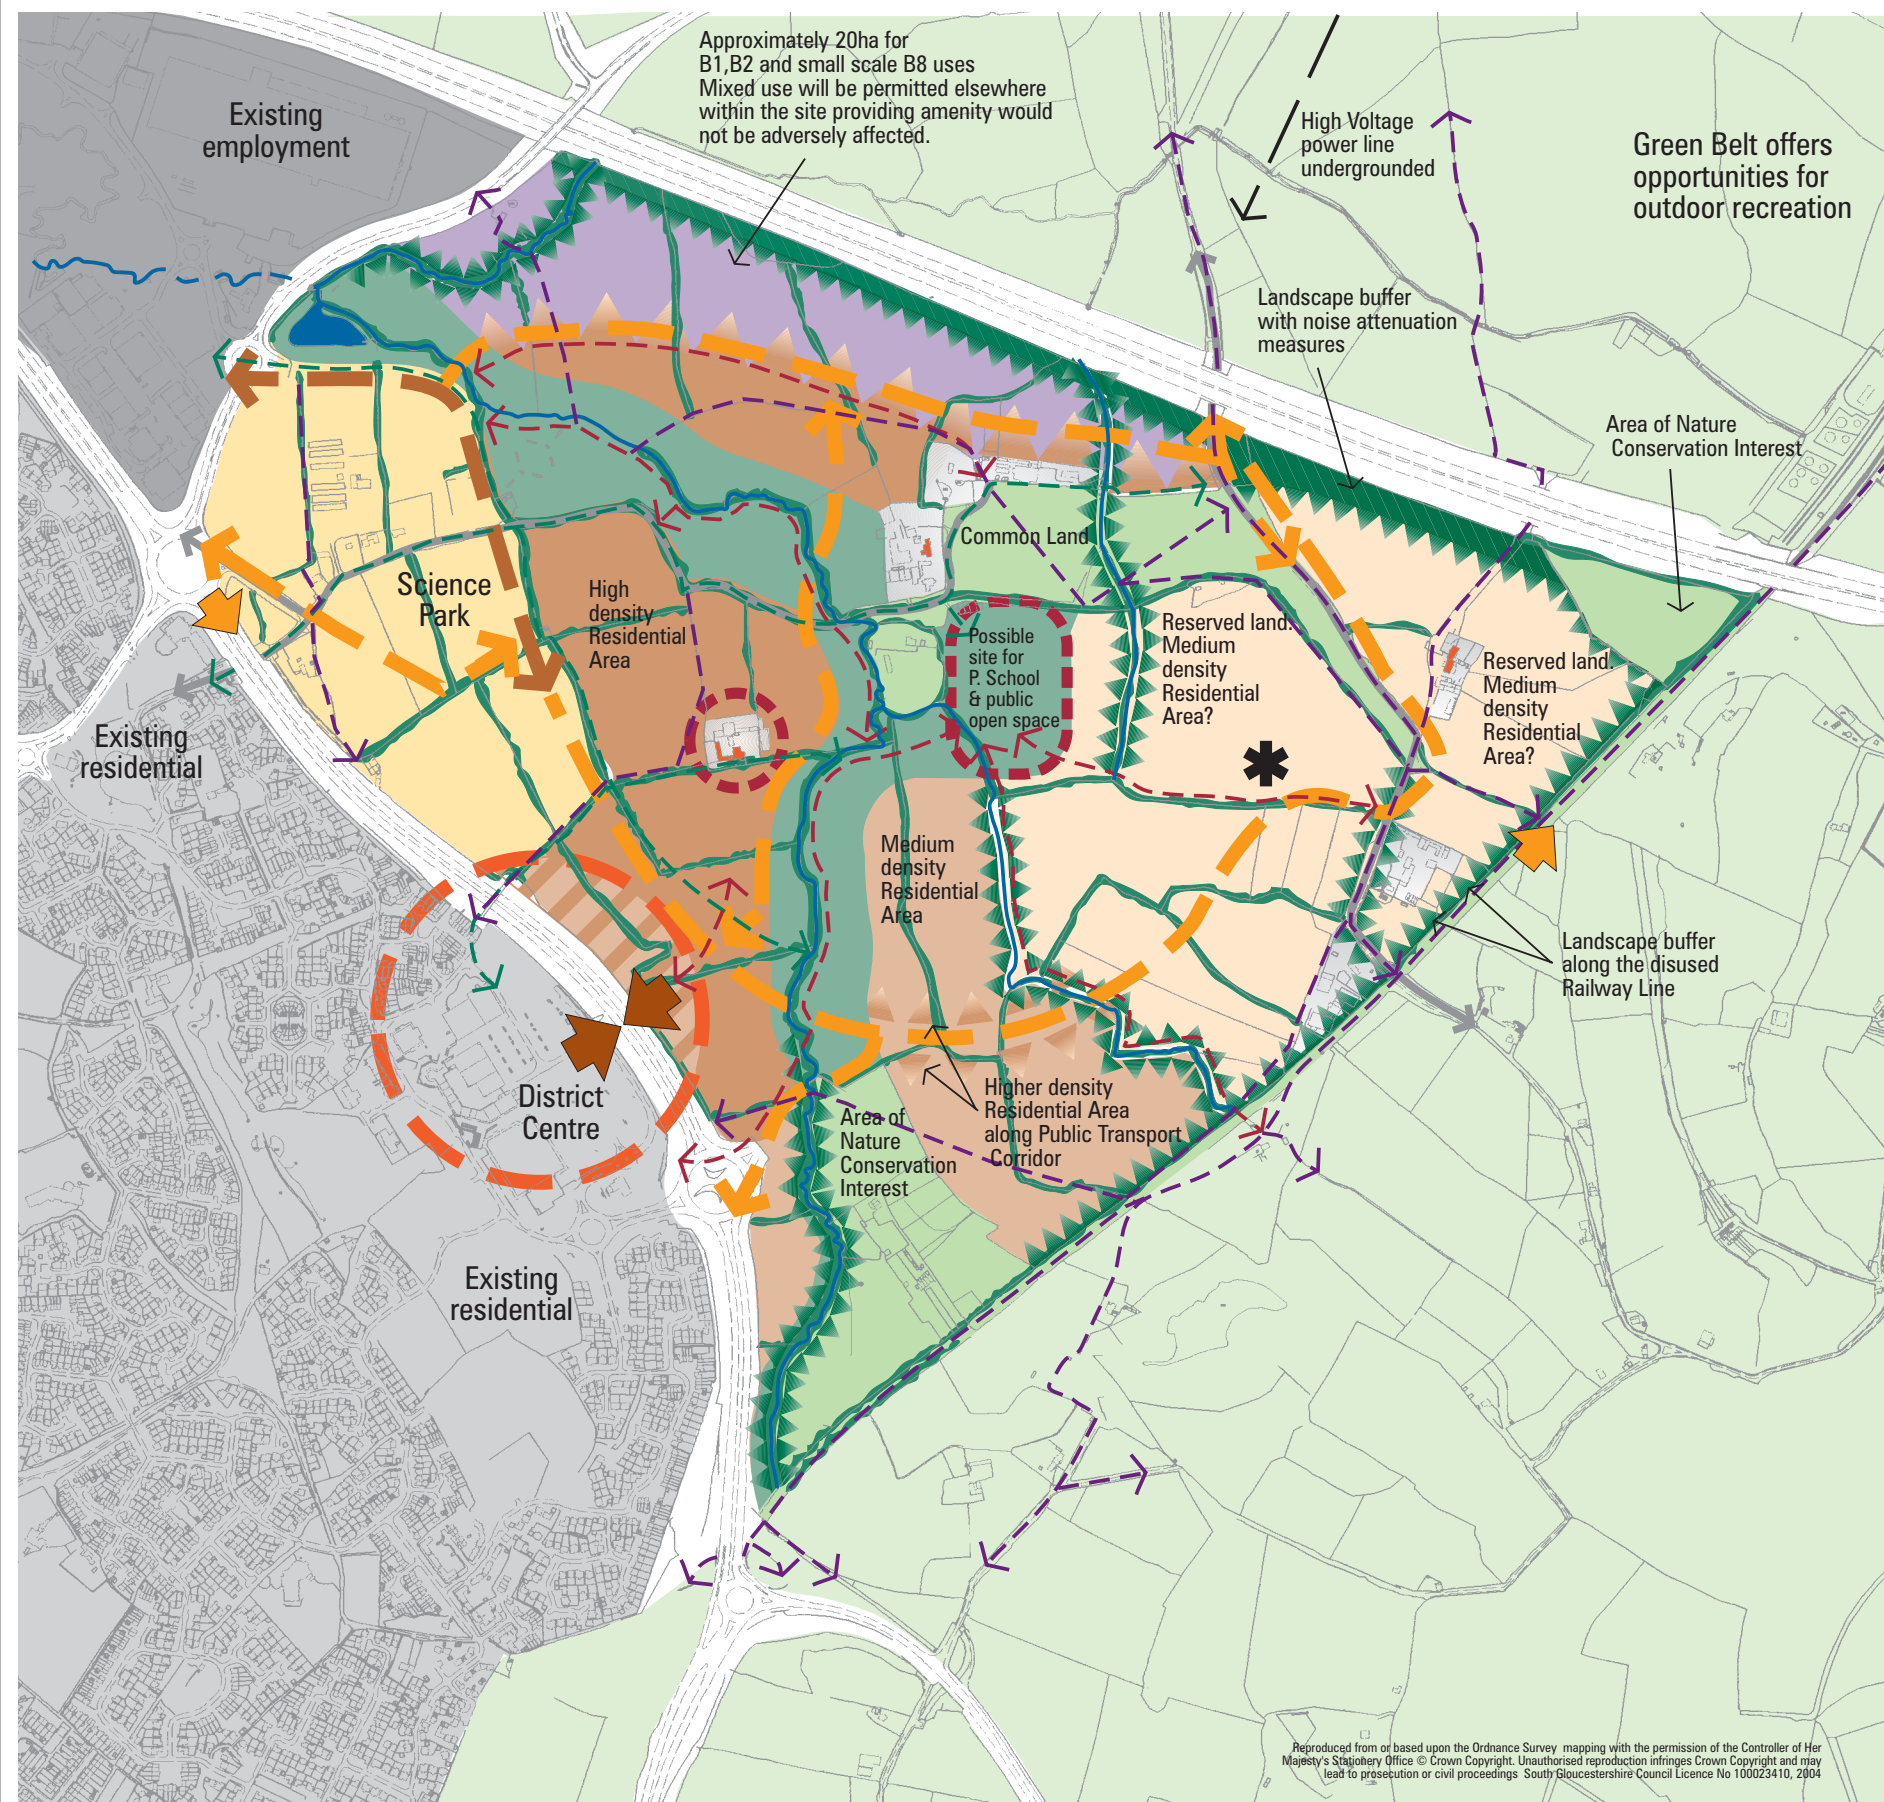 Approximately 20ha for
B1,B2 and small scale B8 uses
Mixed use will be permitted elsewhere
within the site providing amenity would
not be adversely affected.
Existing
employment
High Voltage
power line
undergrounded
Green Belt offers
opportunities for
outdoor recreation
Landscape buffer
with noise attenuation
measures
Area of Nature
Conservation Interest
Common Land
Science
Park
High
density
Residential
Area
Possible
site for
P. School
& public
open space
Reserved land.
Medium
density
Residential
Area?
Reserved land.
Medium
density
Residential
Area?
Existing
residential
Medium
density
Residential
Area
Landscape buffer
along the disused
Railway Line
District
Centre
Higher density
Residential Area
along Public Transport
Corridor
Area of
Nature
Conservation
Interest
Existing
residential
Reproduced from or based upon the Ordnance Survey mapping with the permission of the Controller of Her
Majesty's Stationery Office © Crown Copyright. Unauthorised reproduction infringes Crown Copyright and may
lead to prosecution or civil proceedings South Gloucestershire Council Licence No 100023410, 2004